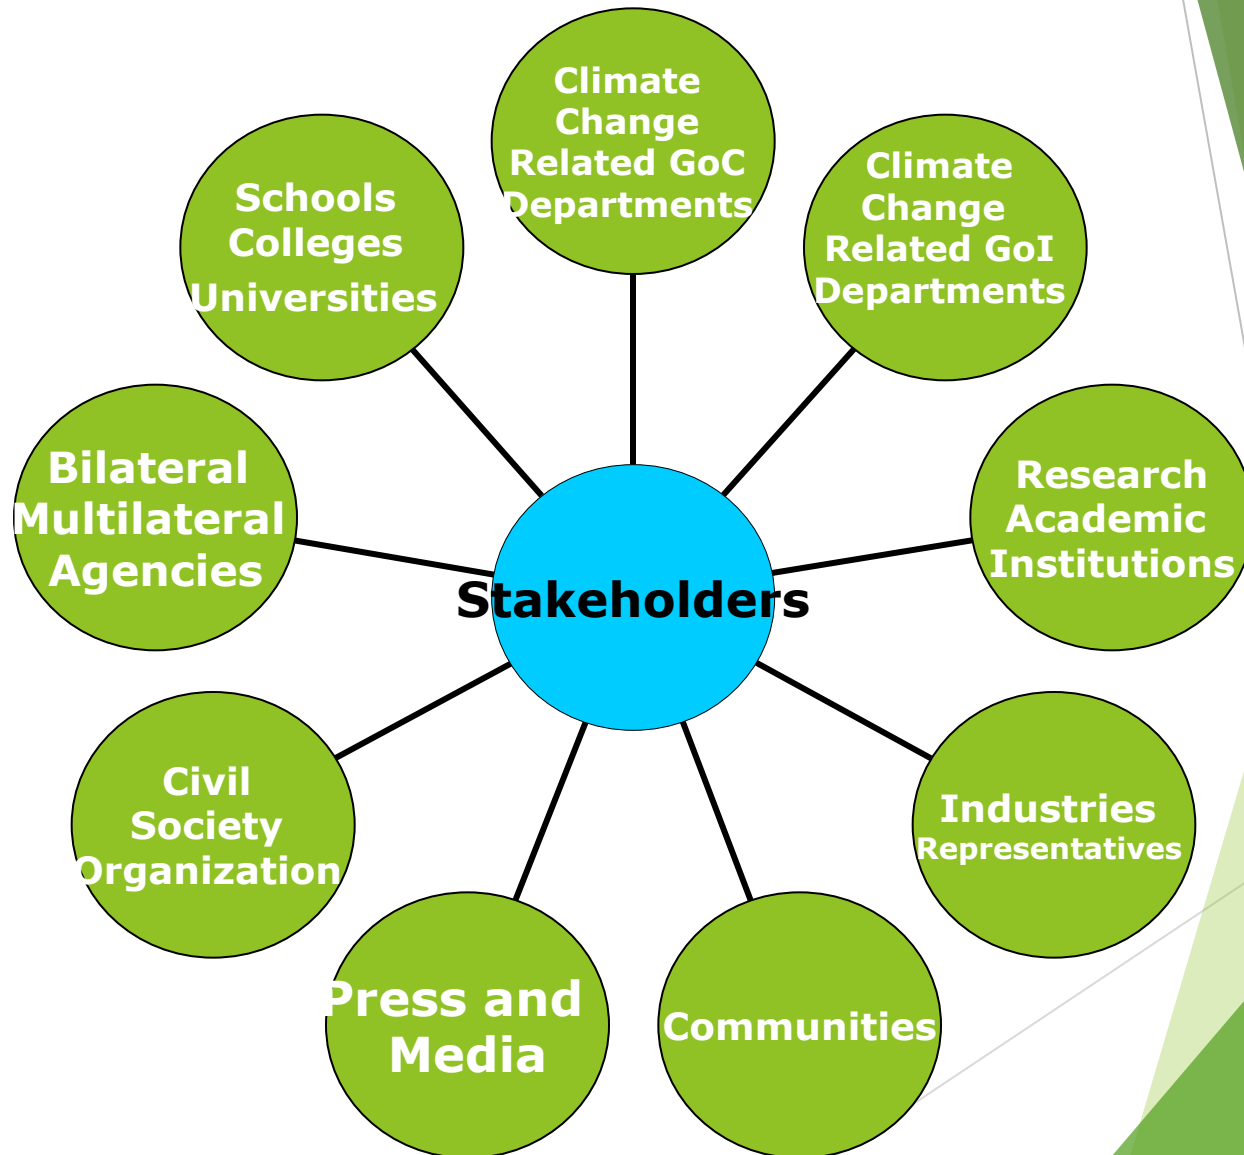 Climate
Change
Related GoC
Departments
Climate
Change
Related GoI
Departments
Schools
Colleges
Universities
Bilateral
Multilateral
Agencies
Research
Academic
Institutions
Stakeholders
Civil
Society
Organization
Industries
Representatives
Press and
Media
Communities